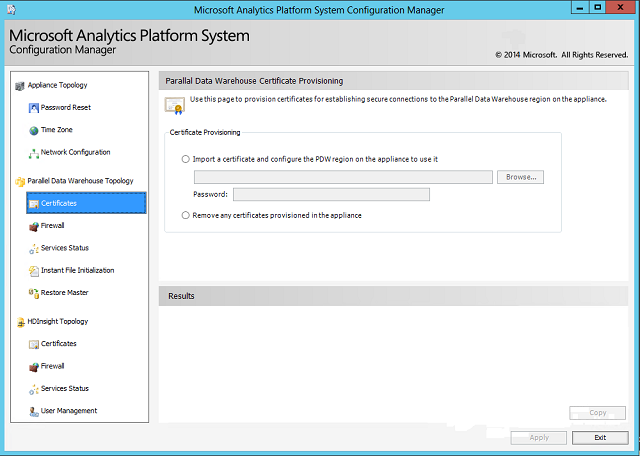 Microsoft Analytics Platform System Configuration Manager
Microsoft Analytics Platform System
Configuration Manager
© 2014 Microsoft. All Rights Reserved.
Appliance Topology
Password Reset
Time Zone
Network Configuration
Parallel Data Warehouse Topology
Certificates
Firewall
Services Status
Instant File Initialization
Restore Master
HDInsight Topology
Certificates
Firewall
Services Status
User Management
Parallel Data Warehouse Certificate Provisioning
Use this page to provision certificates for establishing secure connections to the Parallel Data Warehouse region on the appliance.
Certificate Provisioning
Import a certificate and configure the PDW region on the appliance to use it
Browse...
Password:
Remove any certificates provisioned in the appliance
Results
Copy
Apply
Exit